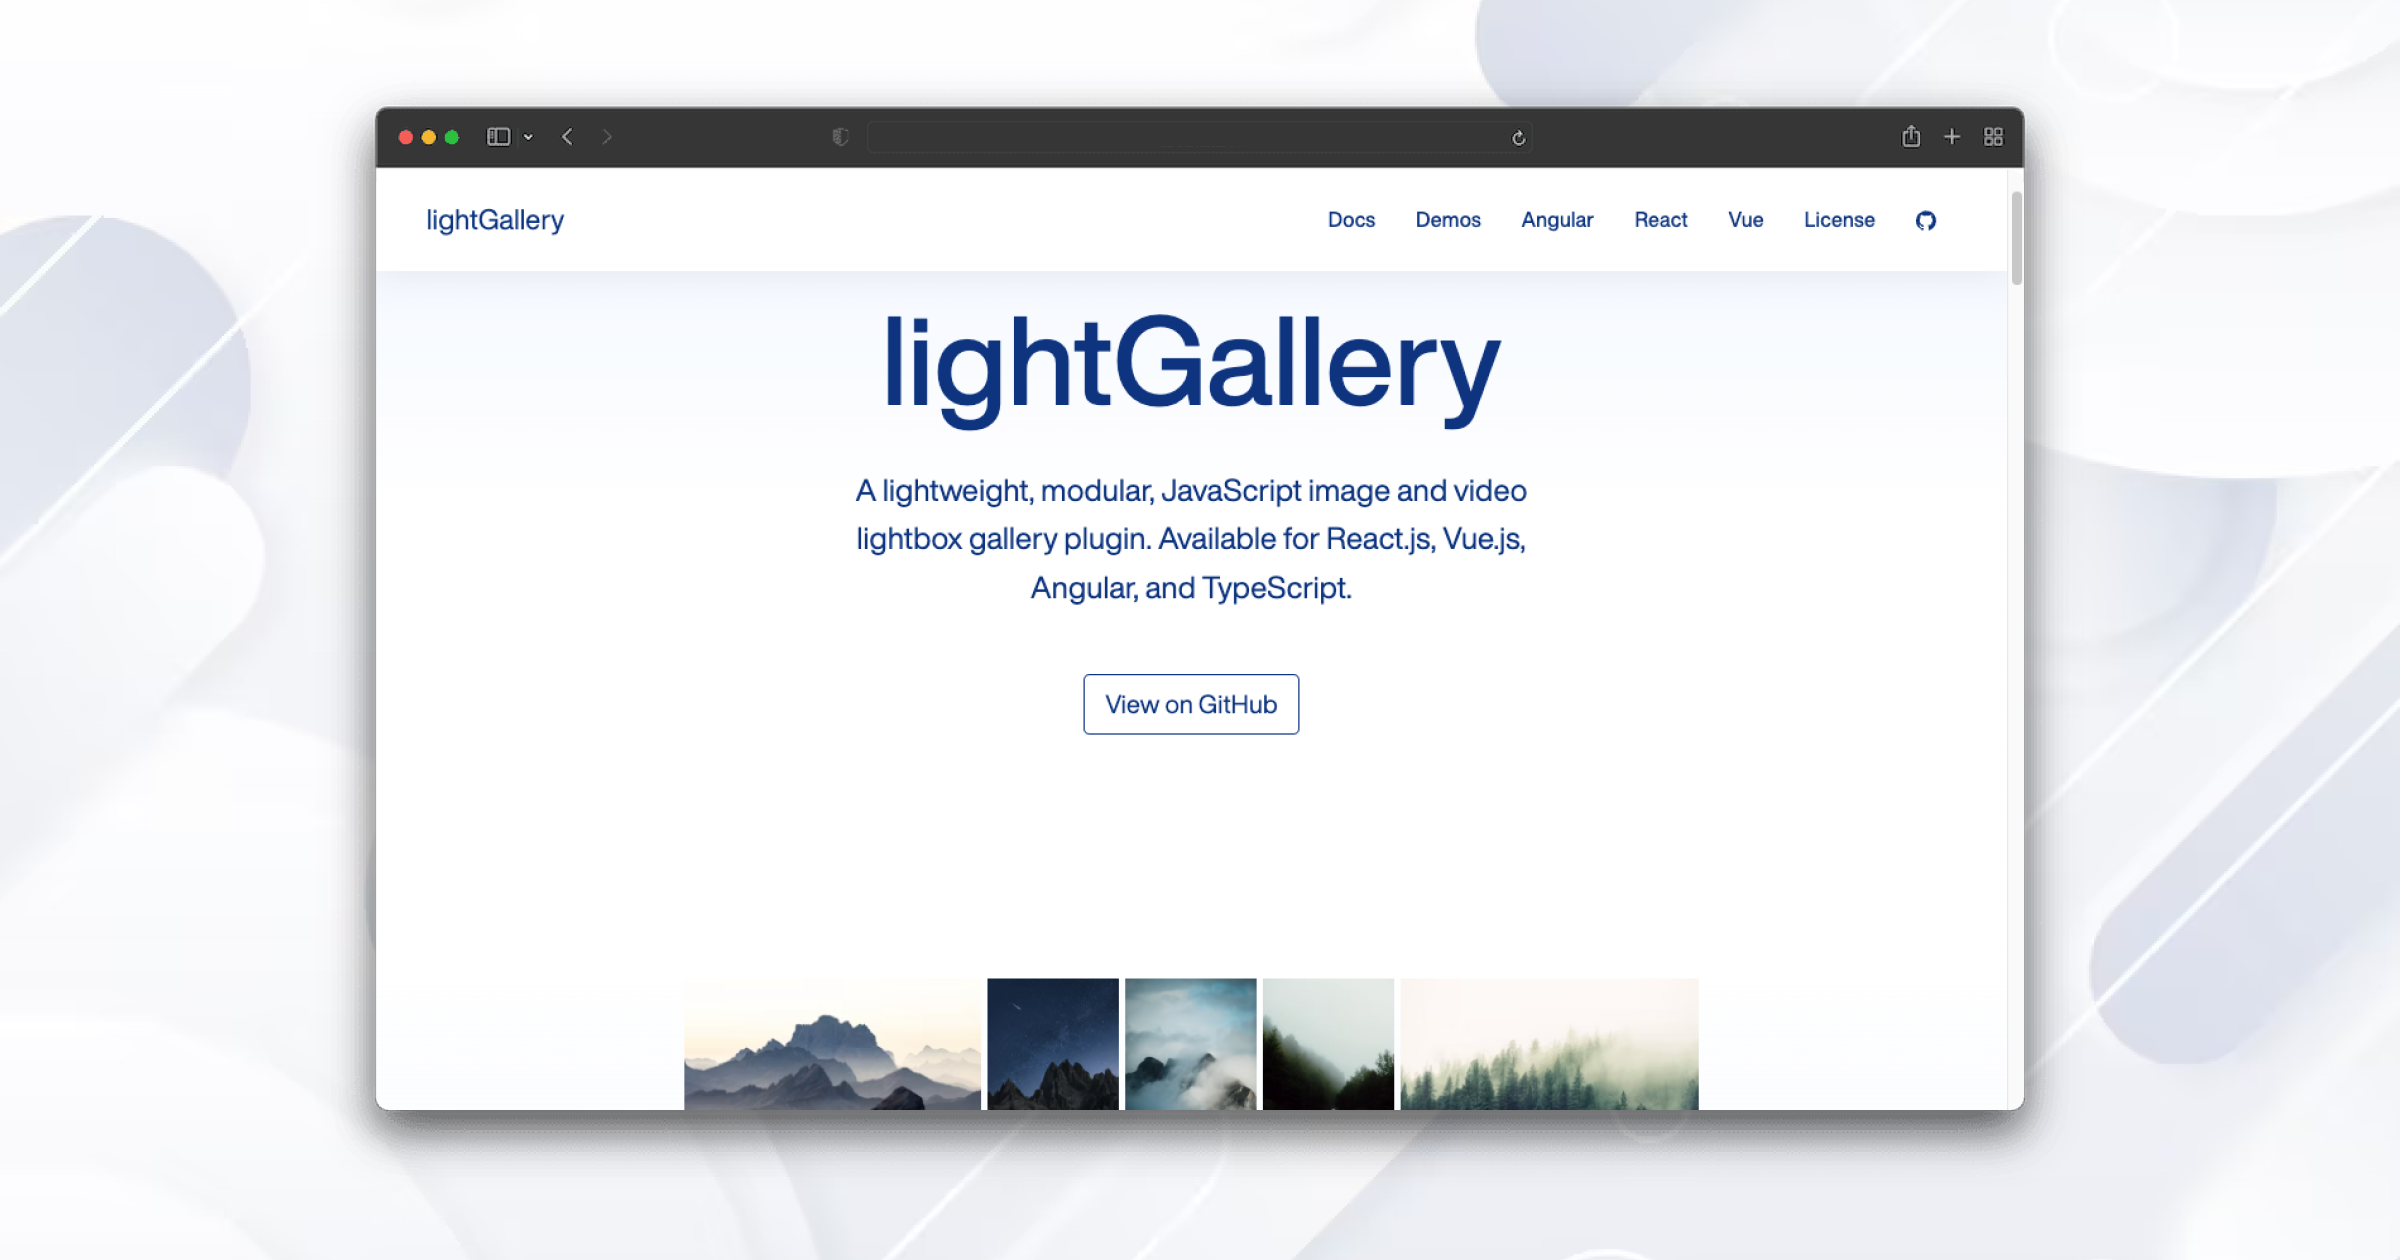 lightGallery
Docs Demos Angular React Vue License
lightGallery
A lightweight, modular, JavaScript image and video
lightbox gallery plugin. Available for React.js, Vue.js,
Angular, and TypeScript.
View on GitHub